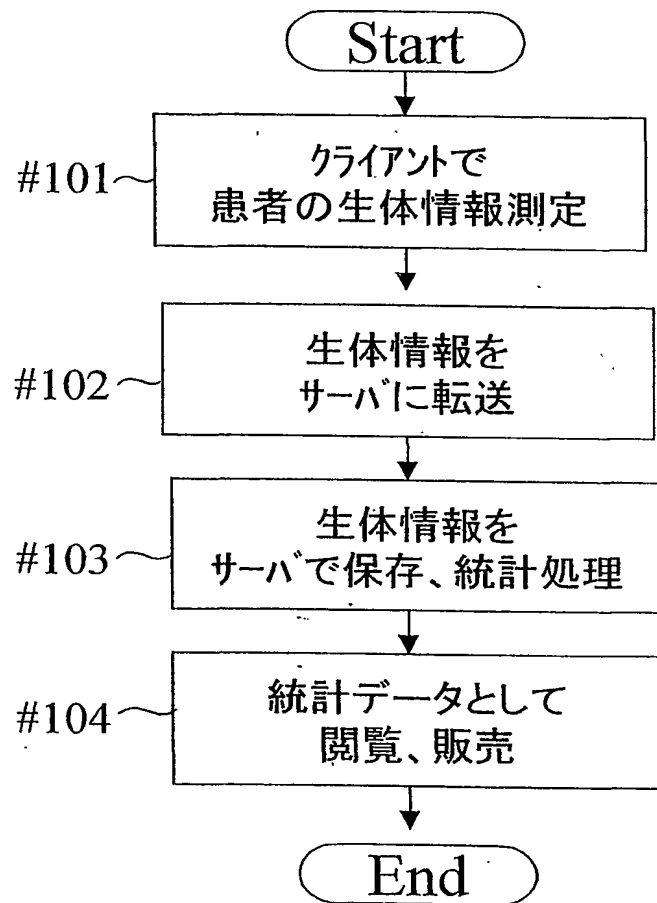 Start
#101
クライアントで
患者の生体情報測定
#102
生体情報を
サーバに転送
#103
生体情報を
サーバで保存、統計処理
#104
統計データとして
閲覧、販売
End